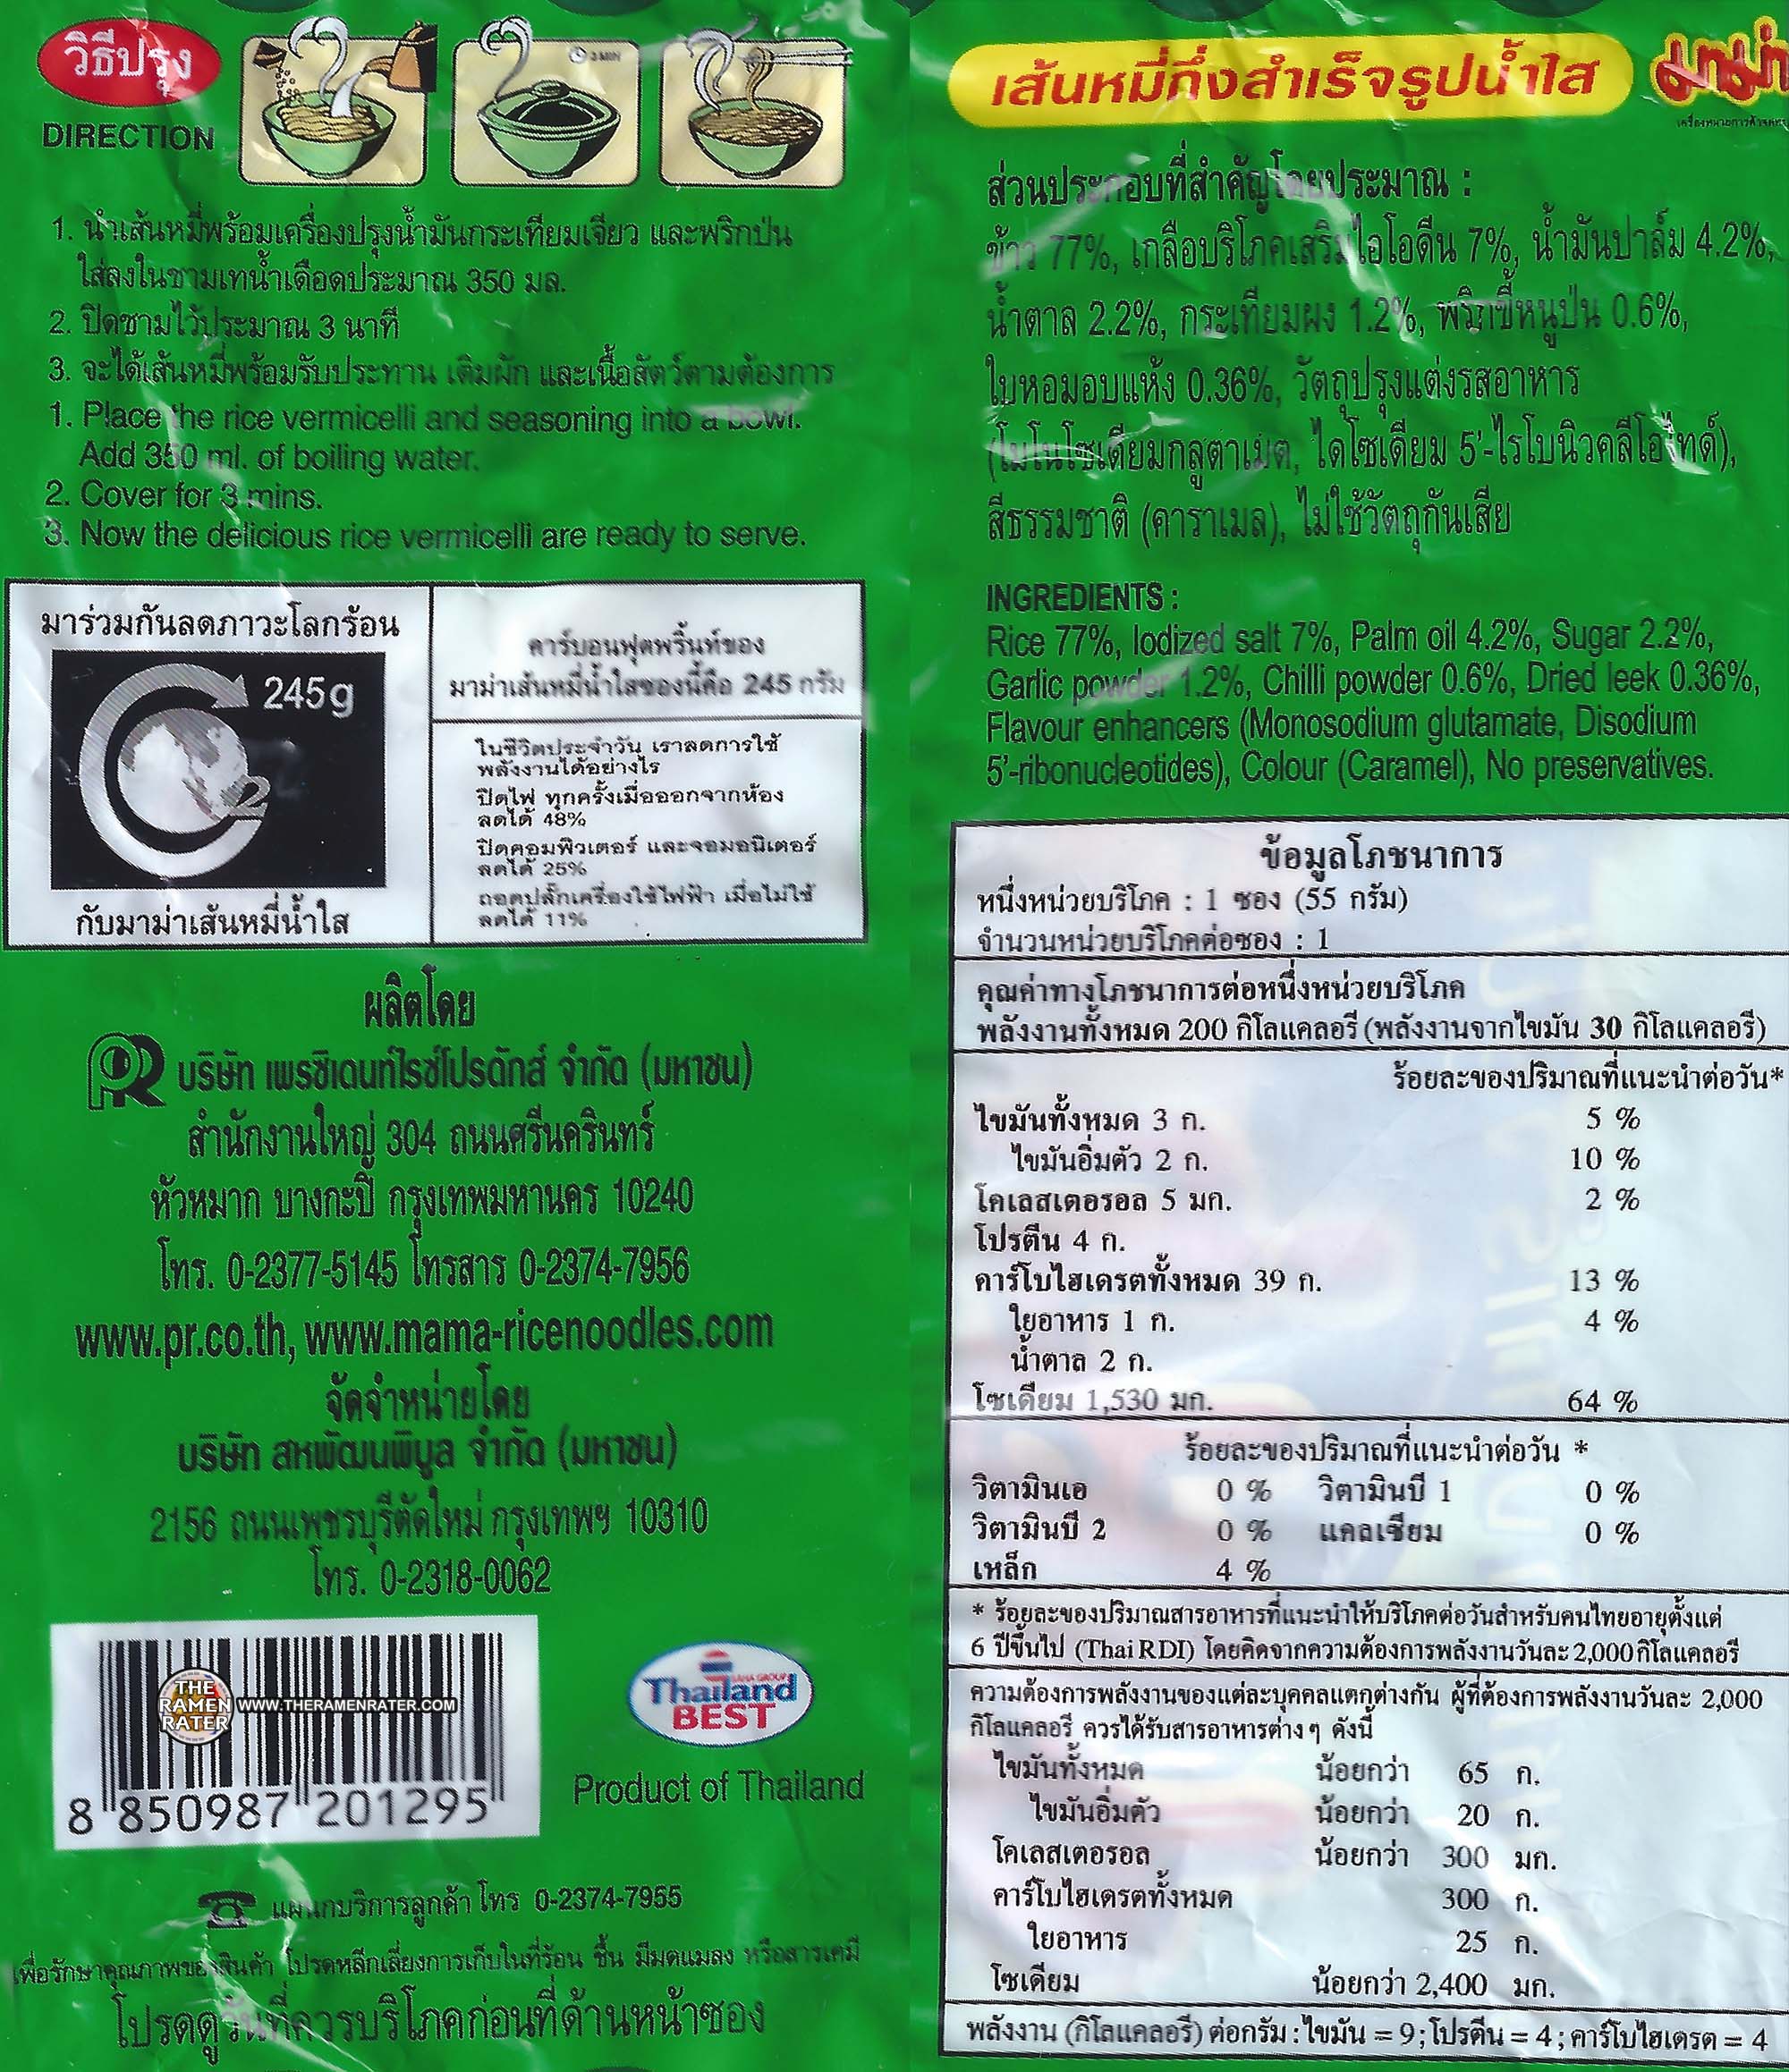 วิธีปรุง
DIRECTION
3 MIN
1. นำเส้นหมี่พร้อมเครื่องปรุงน้ำมันกระเทียมเจียว และพริกป่น
ใส่ลงในชามเทน้ำเดือดประมาณ 350 มล.
2. ปิดชามไว้ประมาณ 3 นาที
3. จะได้เส้นหมี่พร้อมรับประทาน เติมผัก และเนื้อสัตว์ตามต้องการ
1. Place the rice vermicelli and seasoning into a bowl.
Add 350 ml. of boiling water.
2. Cover for 3 mins.
3. Now the delicious rice vermicelli are ready to serve.
มาร่วมกันลดภาวะโลกร้อน
245g
2
กับมาม่าเส้นหมี่น้ำใส
คาร์บอนฟุตพริ้นท์ของ
มาม่าเส้นหมี่น้ำใสซองนี้คือ 245 กรัม
ในชีวิตประจำวัน เราลดการใช้
พลังงานได้อย่างไร
ปิดไฟ ทุกครั้งเมื่อออกจากห้อง
ลดได้ 48%
ปิดคอมพิวเตอร์ และจอมอนิเตอร์
ลดได้ 25%
ถอดปลั๊กเครื่องใช้ไฟฟ้า เมื่อไม่ใช้
ลดได้ 11%
ผลิตโดย
PR บริษัท เพรซิเดนท์ไรซ์โปรดักส์ จำกัด (มหาชน)
สำนักงานใหญ่ 304 ถนนศรีนครินทร์
หัวหมาก บางกะปิ กรุงเทพมหานคร 10240
โทร. 0-2377-5145 โทรสาร 0-2374-7956
www.pr.co.th, www.mama-ricenoodles.com
จัดจำหน่ายโดย
บริษัท สหพัฒนพิบูล จำกัด (มหาชน)
2156 ถนนเพชรบุรีตัดใหม่ กรุงเทพฯ 10310
โทร. 0-2318-0062
THE
RAMEN
RATER
WWW.THERAMENRATER.COM
8 850987 201295
SAHA GROUP
Thailand
BEST
Product of Thailand
แผนกบริการลูกค้า โทร 0-2374-7955
เพื่อรักษาคุณภาพของสินค้า โปรดหลีกเลี่ยงการเก็บในที่ร้อน ชื้น มีมดแมลง หรือสารเคมี
โปรดดูวันที่ควรบริโภคก่อนที่ด้านหน้าซอง
เส้นหมี่กึ่งสำเร็จรูปน้ำใส
มาม่า
ส่วนประกอบที่สำคัญโดยประมาณ :
ข้าว 77%, เกลือบริโภคเสริมไอโอดีน 7%, น้ำมันปาล์ม 4.2%,
น้ำตาล 2.2%, กระเทียมผง 1.2%, พริกขี้หนูป่น 0.6%,
ใบหอมอบแห้ง 0.36%, วัตถุปรุงแต่งรสอาหาร
(โมโนโซเดียมกลูตาเมต, ไดโซเดียม 5'-ไรโบนิวคลีโอไทด์),
สีธรรมชาติ (คาราเมล), ไม่ใช้วัตถุกันเสีย
INGREDIENTS :
Rice 77%, Iodized salt 7%, Palm oil 4.2%, Sugar 2.2%,
Garlic powder 1.2%, Chilli powder 0.6%, Dried leek 0.36%,
Flavour enhancers (Monosodium glutamate, Disodium
5'-ribonucleotides), Colour (Caramel), No preservatives.
ข้อมูลโภชนาการ
หนึ่งหน่วยบริโภค : 1 ซอง (55 กรัม)
จำนวนหน่วยบริโภคต่อซอง : 1
คุณค่าทางโภชนาการต่อหนึ่งหน่วยบริโภค
พลังงานทั้งหมด 200 กิโลแคลอรี (พลังงานจากไขมัน 30 กิโลแคลอรี)
ร้อยละของปริมาณที่แนะนำต่อวัน*
ไขมันทั้งหมด 3 ก. 5 %
ไขมันอิ่มตัว 2 ก. 10 %
โคเลสเตอรอล 5 มก. 2 %
โปรตีน 4 ก.
คาร์โบไฮเดรตทั้งหมด 39 ก. 13 %
ใยอาหาร 1 ก. 4 %
น้ำตาล 2 ก.
โซเดียม 1,530 มก. 64 %
ร้อยละของปริมาณที่แนะนำต่อวัน *
วิตามินเอ 0 % วิตามินบี 1 0 %
วิตามินบี 2 0 % แคลเซียม 0 %
เหล็ก 4 %
* ร้อยละของปริมาณสารอาหารที่แนะนำให้บริโภคต่อวันสำหรับคนไทยอายุตั้งแต่
6 ปีขึ้นไป (Thai RDI) โดยคิดจากความต้องการพลังงานวันละ 2,000 กิโลแคลอรี
ความต้องการพลังงานของแต่ละบุคคลแตกต่างกัน ผู้ที่ต้องการพลังงานวันละ 2,000
กิโลแคลอรี ควรได้รับสารอาหารต่าง ๆ ดังนี้
ไขมันทั้งหมด น้อยกว่า 65 ก.
ไขมันอิ่มตัว น้อยกว่า 20 ก.
โคเลสเตอรอล น้อยกว่า 300 มก.
คาร์โบไฮเดรตทั้งหมด 300 ก.
ใยอาหาร 25 ก.
โซเดียม น้อยกว่า 2,400 มก.
พลังงาน (กิโลแคลอรี) ต่อกรัม : ไขมัน = 9 ; โปรตีน = 4 ; คาร์โบไฮเดรต = 4